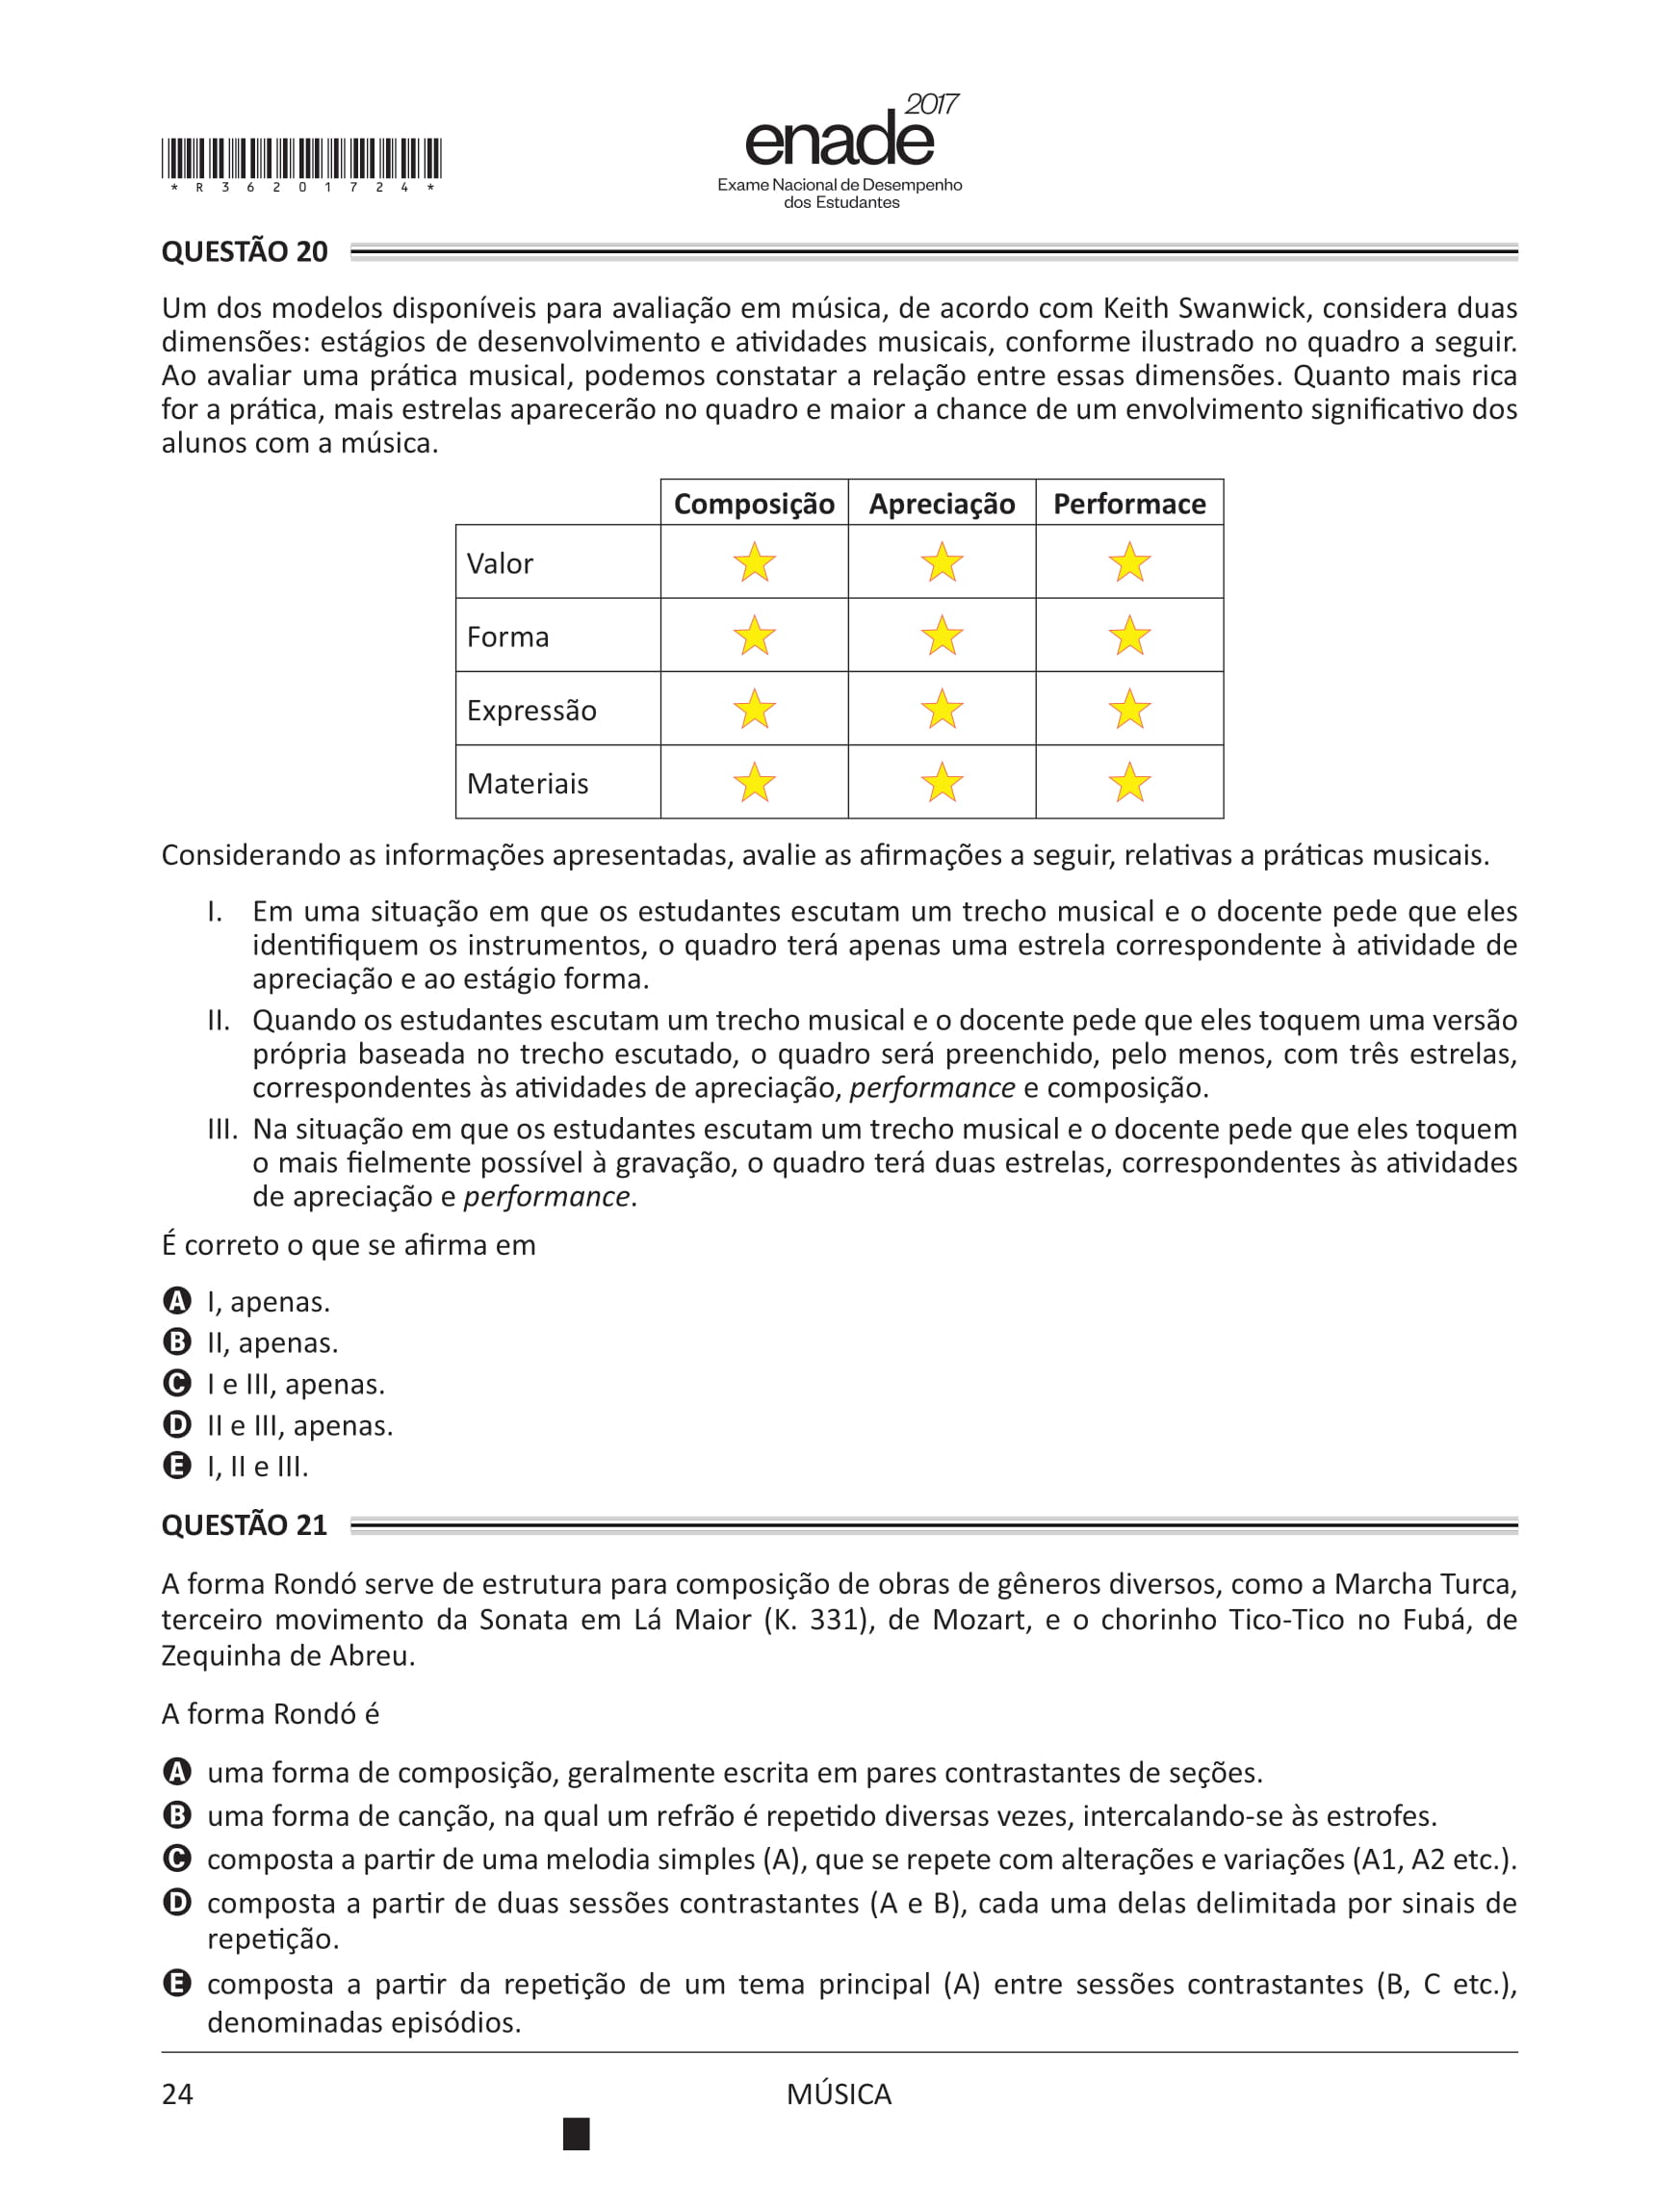 2017
enade
Exame Nacional de Desempenho
dos Estudantes
* R 3 6 2 0 1 7 2 4 *
QUESTÃO 20
Um dos modelos disponíveis para avaliação em música, de acordo com Keith Swanwick, considera duas
dimensões: estágios de desenvolvimento e atividades musicais, conforme ilustrado no quadro a seguir.
Ao avaliar uma prática musical, podemos constatar a relação entre essas dimensões. Quanto mais rica
for a prática, mais estrelas aparecerão no quadro e maior a chance de um envolvimento significativo dos
alunos com a música.
Composição Apreciação Performace
Valor
Forma
Expressão
Materiais
Considerando as informações apresentadas, avalie as afirmações a seguir, relativas a práticas musicais.
I. Em uma situação em que os estudantes escutam um trecho musical e o docente pede que eles
identifiquem os instrumentos, o quadro terá apenas uma estrela correspondente à atividade de
apreciação e ao estágio forma.
II. Quando os estudantes escutam um trecho musical e o docente pede que eles toquem uma versão
própria baseada no trecho escutado, o quadro será preenchido, pelo menos, com três estrelas,
correspondentes às atividades de apreciação, performance e composição.
III. Na situação em que os estudantes escutam um trecho musical e o docente pede que eles toquem
o mais fielmente possível à gravação, o quadro terá duas estrelas, correspondentes às atividades
de apreciação e performance.
É correto o que se afirma em
A I, apenas.
B II, apenas.
C I e III, apenas.
D II e III, apenas.
E I, II e III.
QUESTÃO 21
A forma Rondó serve de estrutura para composição de obras de gêneros diversos, como a Marcha Turca,
terceiro movimento da Sonata em Lá Maior (K. 331), de Mozart, e o chorinho Tico-Tico no Fubá, de
Zequinha de Abreu.
A forma Rondó é
A uma forma de composição, geralmente escrita em pares contrastantes de seções.
B uma forma de canção, na qual um refrão é repetido diversas vezes, intercalando-se às estrofes.
C composta a partir de uma melodia simples (A), que se repete com alterações e variações (A1, A2 etc.).
D composta a partir de duas sessões contrastantes (A e B), cada uma delas delimitada por sinais de
repetição.
E composta a partir da repetição de um tema principal (A) entre sessões contrastantes (B, C etc.),
denominadas episódios.
24 MÚSICA